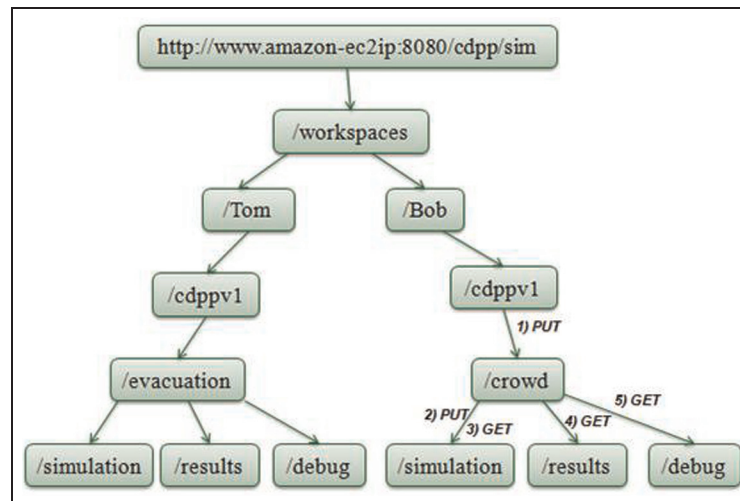 http://www.amazon-ec2ip:8080/cdpp/sim
/workspaces
/Tom
/Bob
/cdppv1
/cdppv1
1) PUT
/evacuation
/crowd
2) PUT
3) GET
4) GET
5) GET
/simulation
/results
/debug
/simulation
/results
/debug